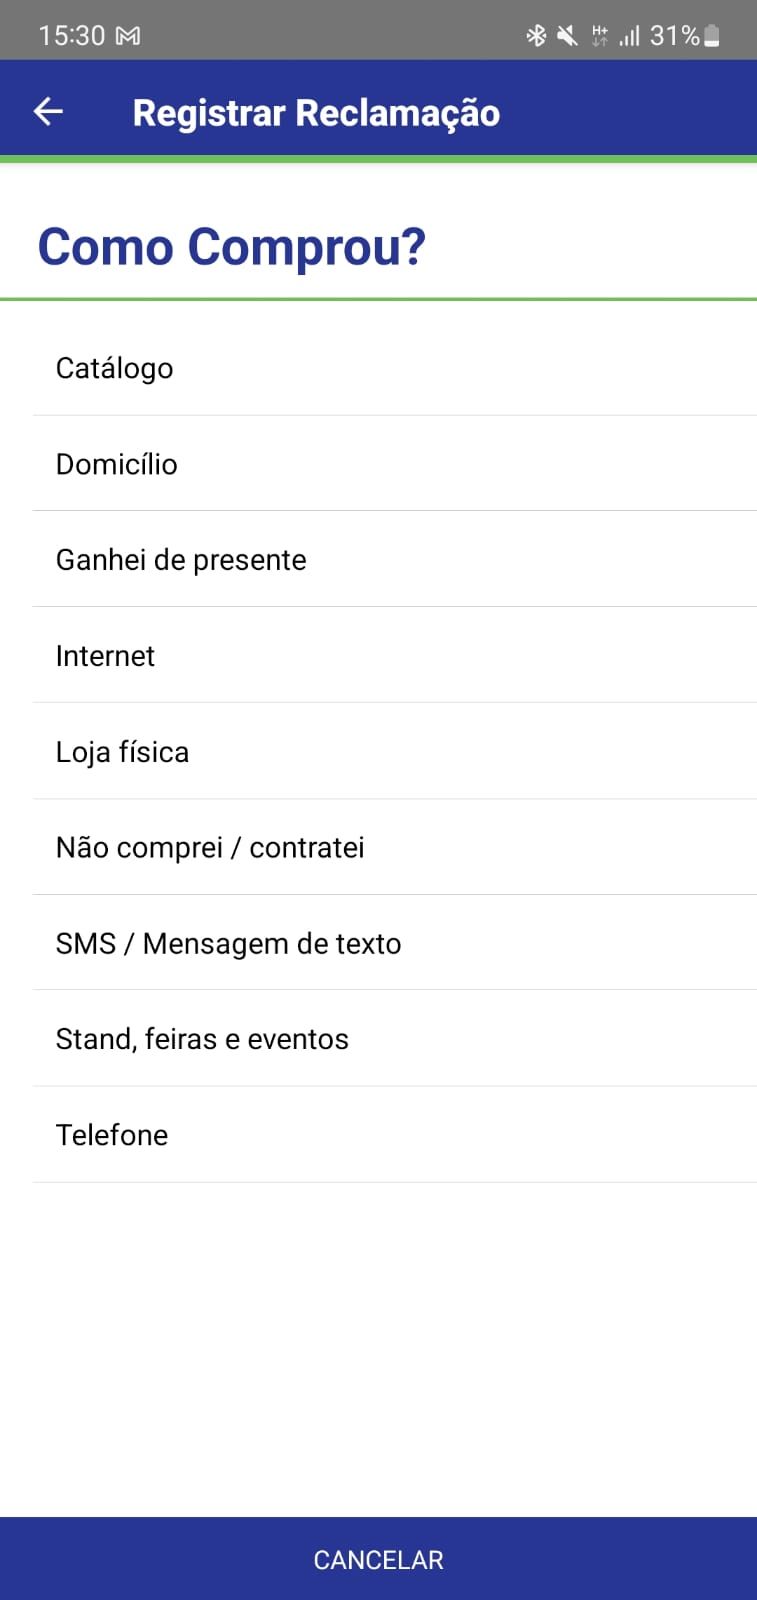 15:30
H+ 31%
Registrar Reclamação
Como Comprou?
Catálogo
Domicílio
Ganhei de presente
Internet
Loja física
Não comprei / contratei
SMS / Mensagem de texto
Stand, feiras e eventos
Telefone
CANCELAR